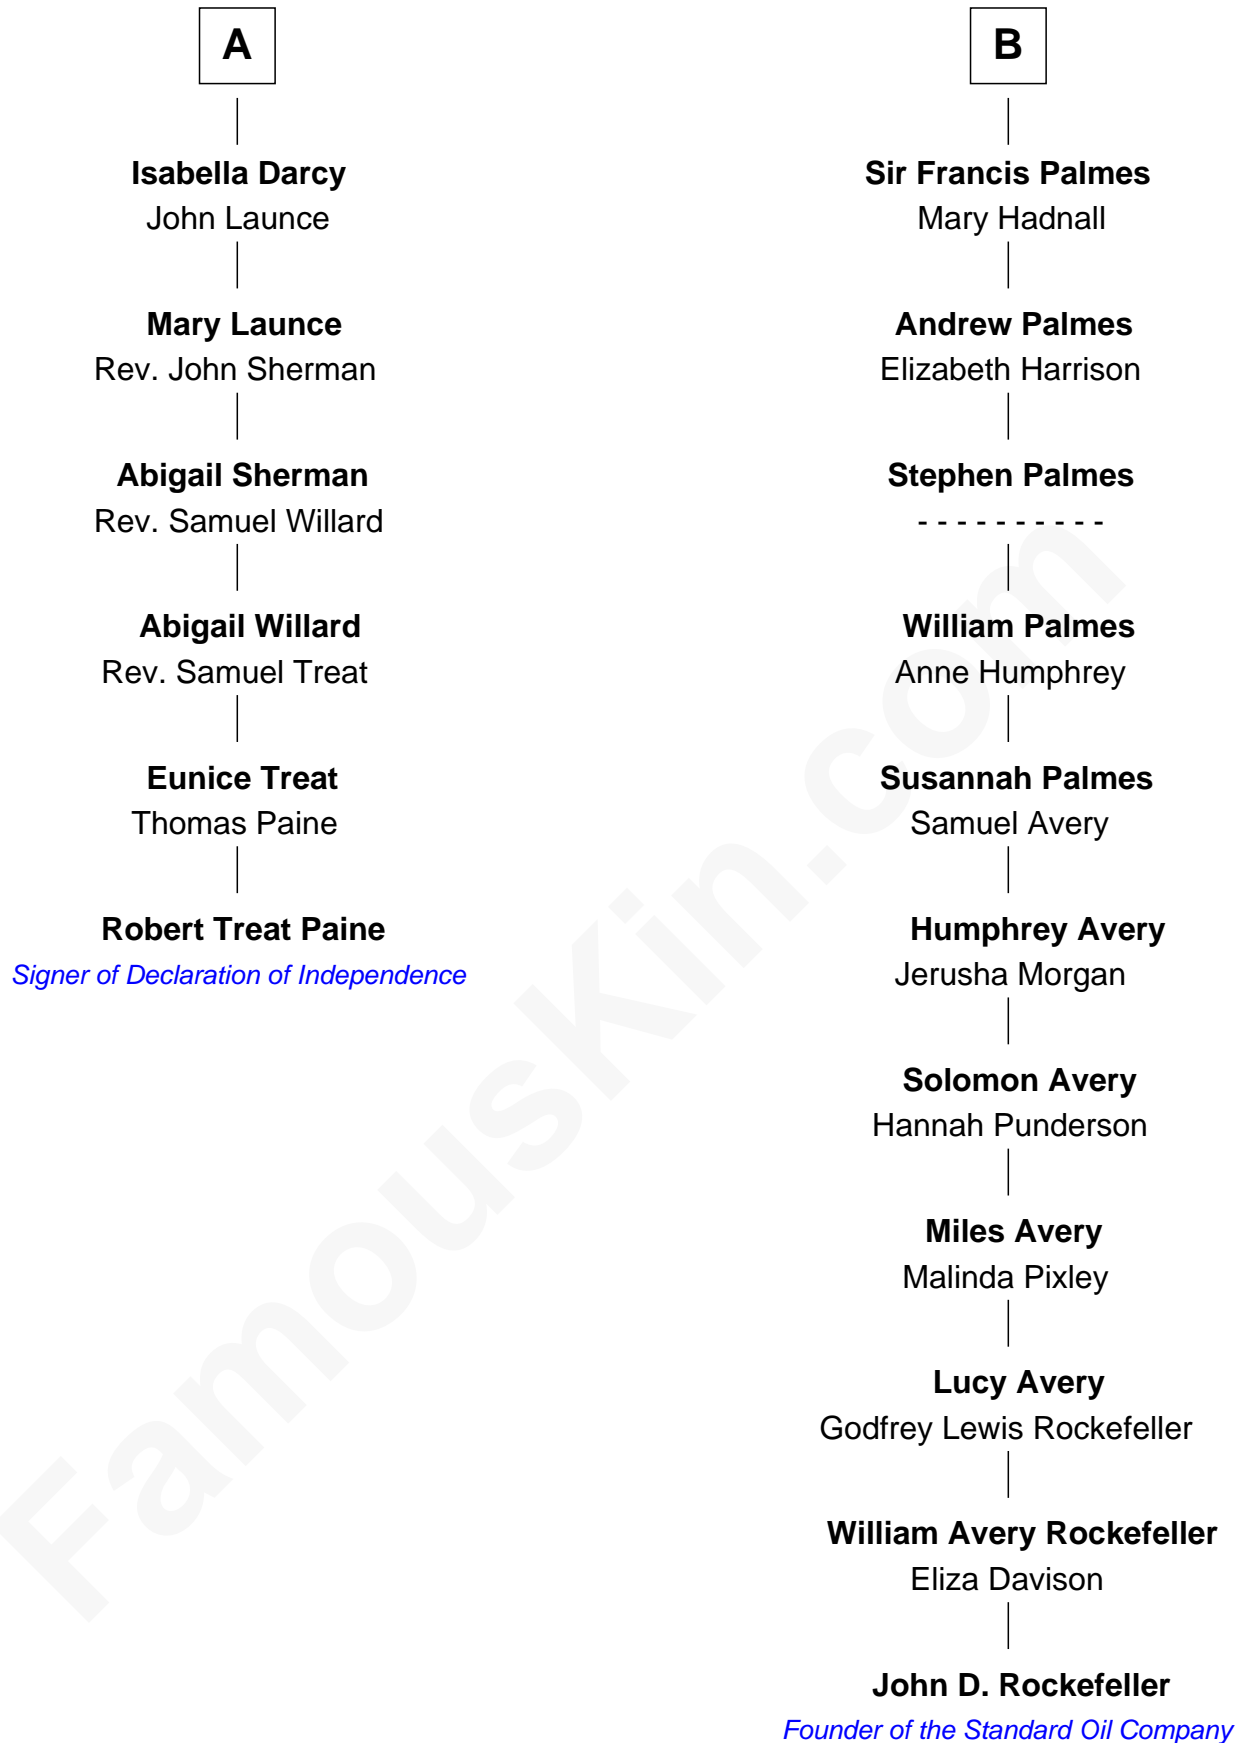 A
Isabella Darcy
John Launce
Mary Launce
Rev. John Sherman
Abigail Sherman
Rev. Samuel Willard
Abigail Willard
Rev. Samuel Treat
Eunice Treat
Thomas Paine
Robert Treat Paine
Signer of Declaration of Independence
B
Sir Francis Palmes
Mary Hadnall
Andrew Palmes
Elizabeth Harrison
Stephen Palmes
- - - - - - - - - -
William Palmes
Anne Humphrey
Susannah Palmes
Samuel Avery
Humphrey Avery
Jerusha Morgan
Solomon Avery
Hannah Punderson
Miles Avery
Malinda Pixley
Lucy Avery
Godfrey Lewis Rockefeller
William Avery Rockefeller
Eliza Davison
John D. Rockefeller
Founder of the Standard Oil Company
FamousKin.com